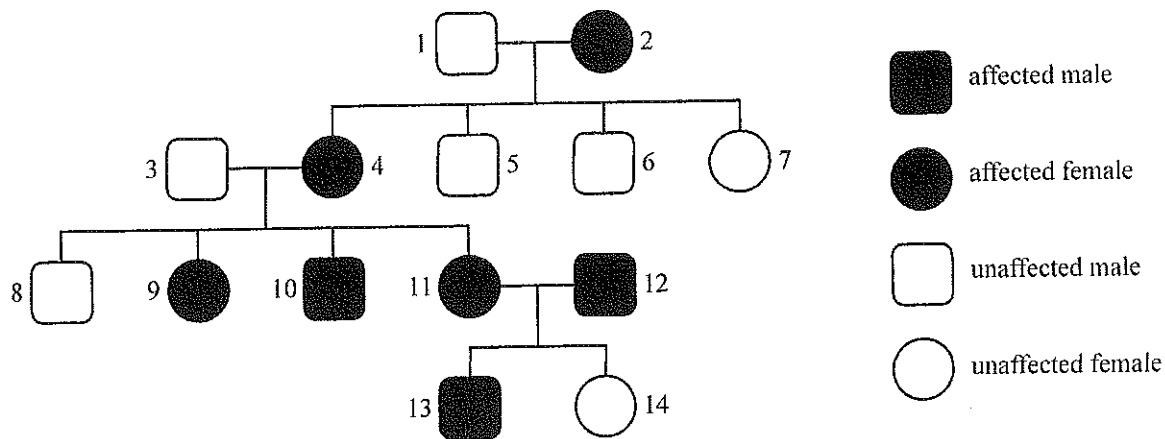 1 2
affected male
3 4 5 6 7
affected female
8 9 10 11 12
unaffected male
13 14
unaffected female